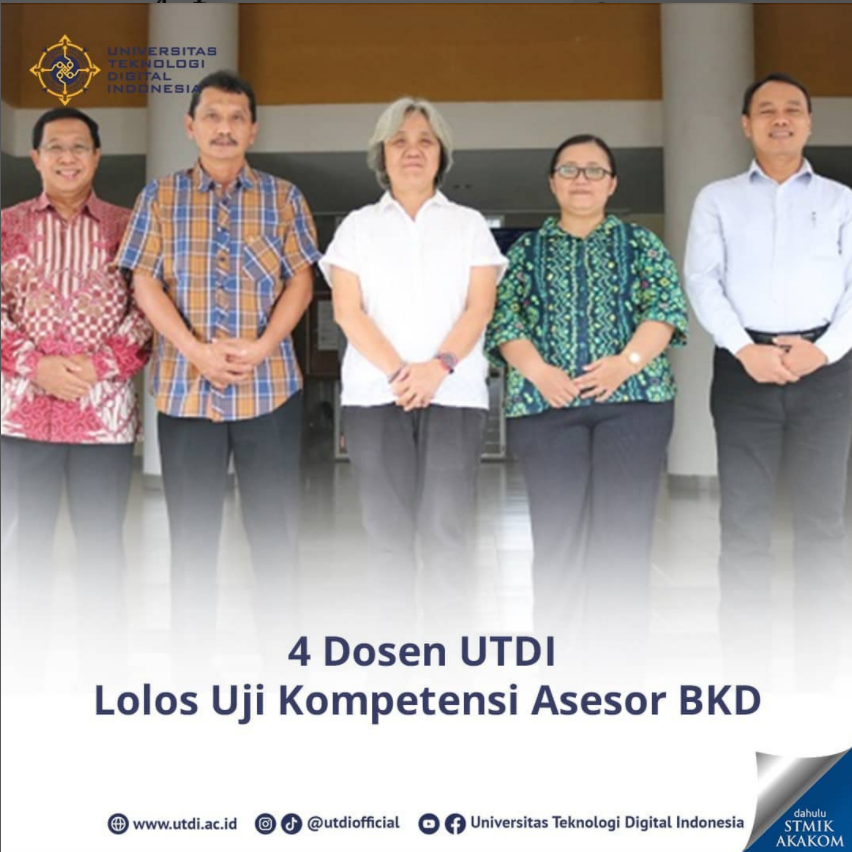 UNIVERSITAS
TEKNOLOGI
DIGITAL
INDONESIA
4 Dosen UTDI
Lolos Uji Kompetensi Asesor BKD
www.utdi.ac.id @utdiofficial Universitas Teknologi Digital Indonesia
dahulu
STMIK
AKAKOM